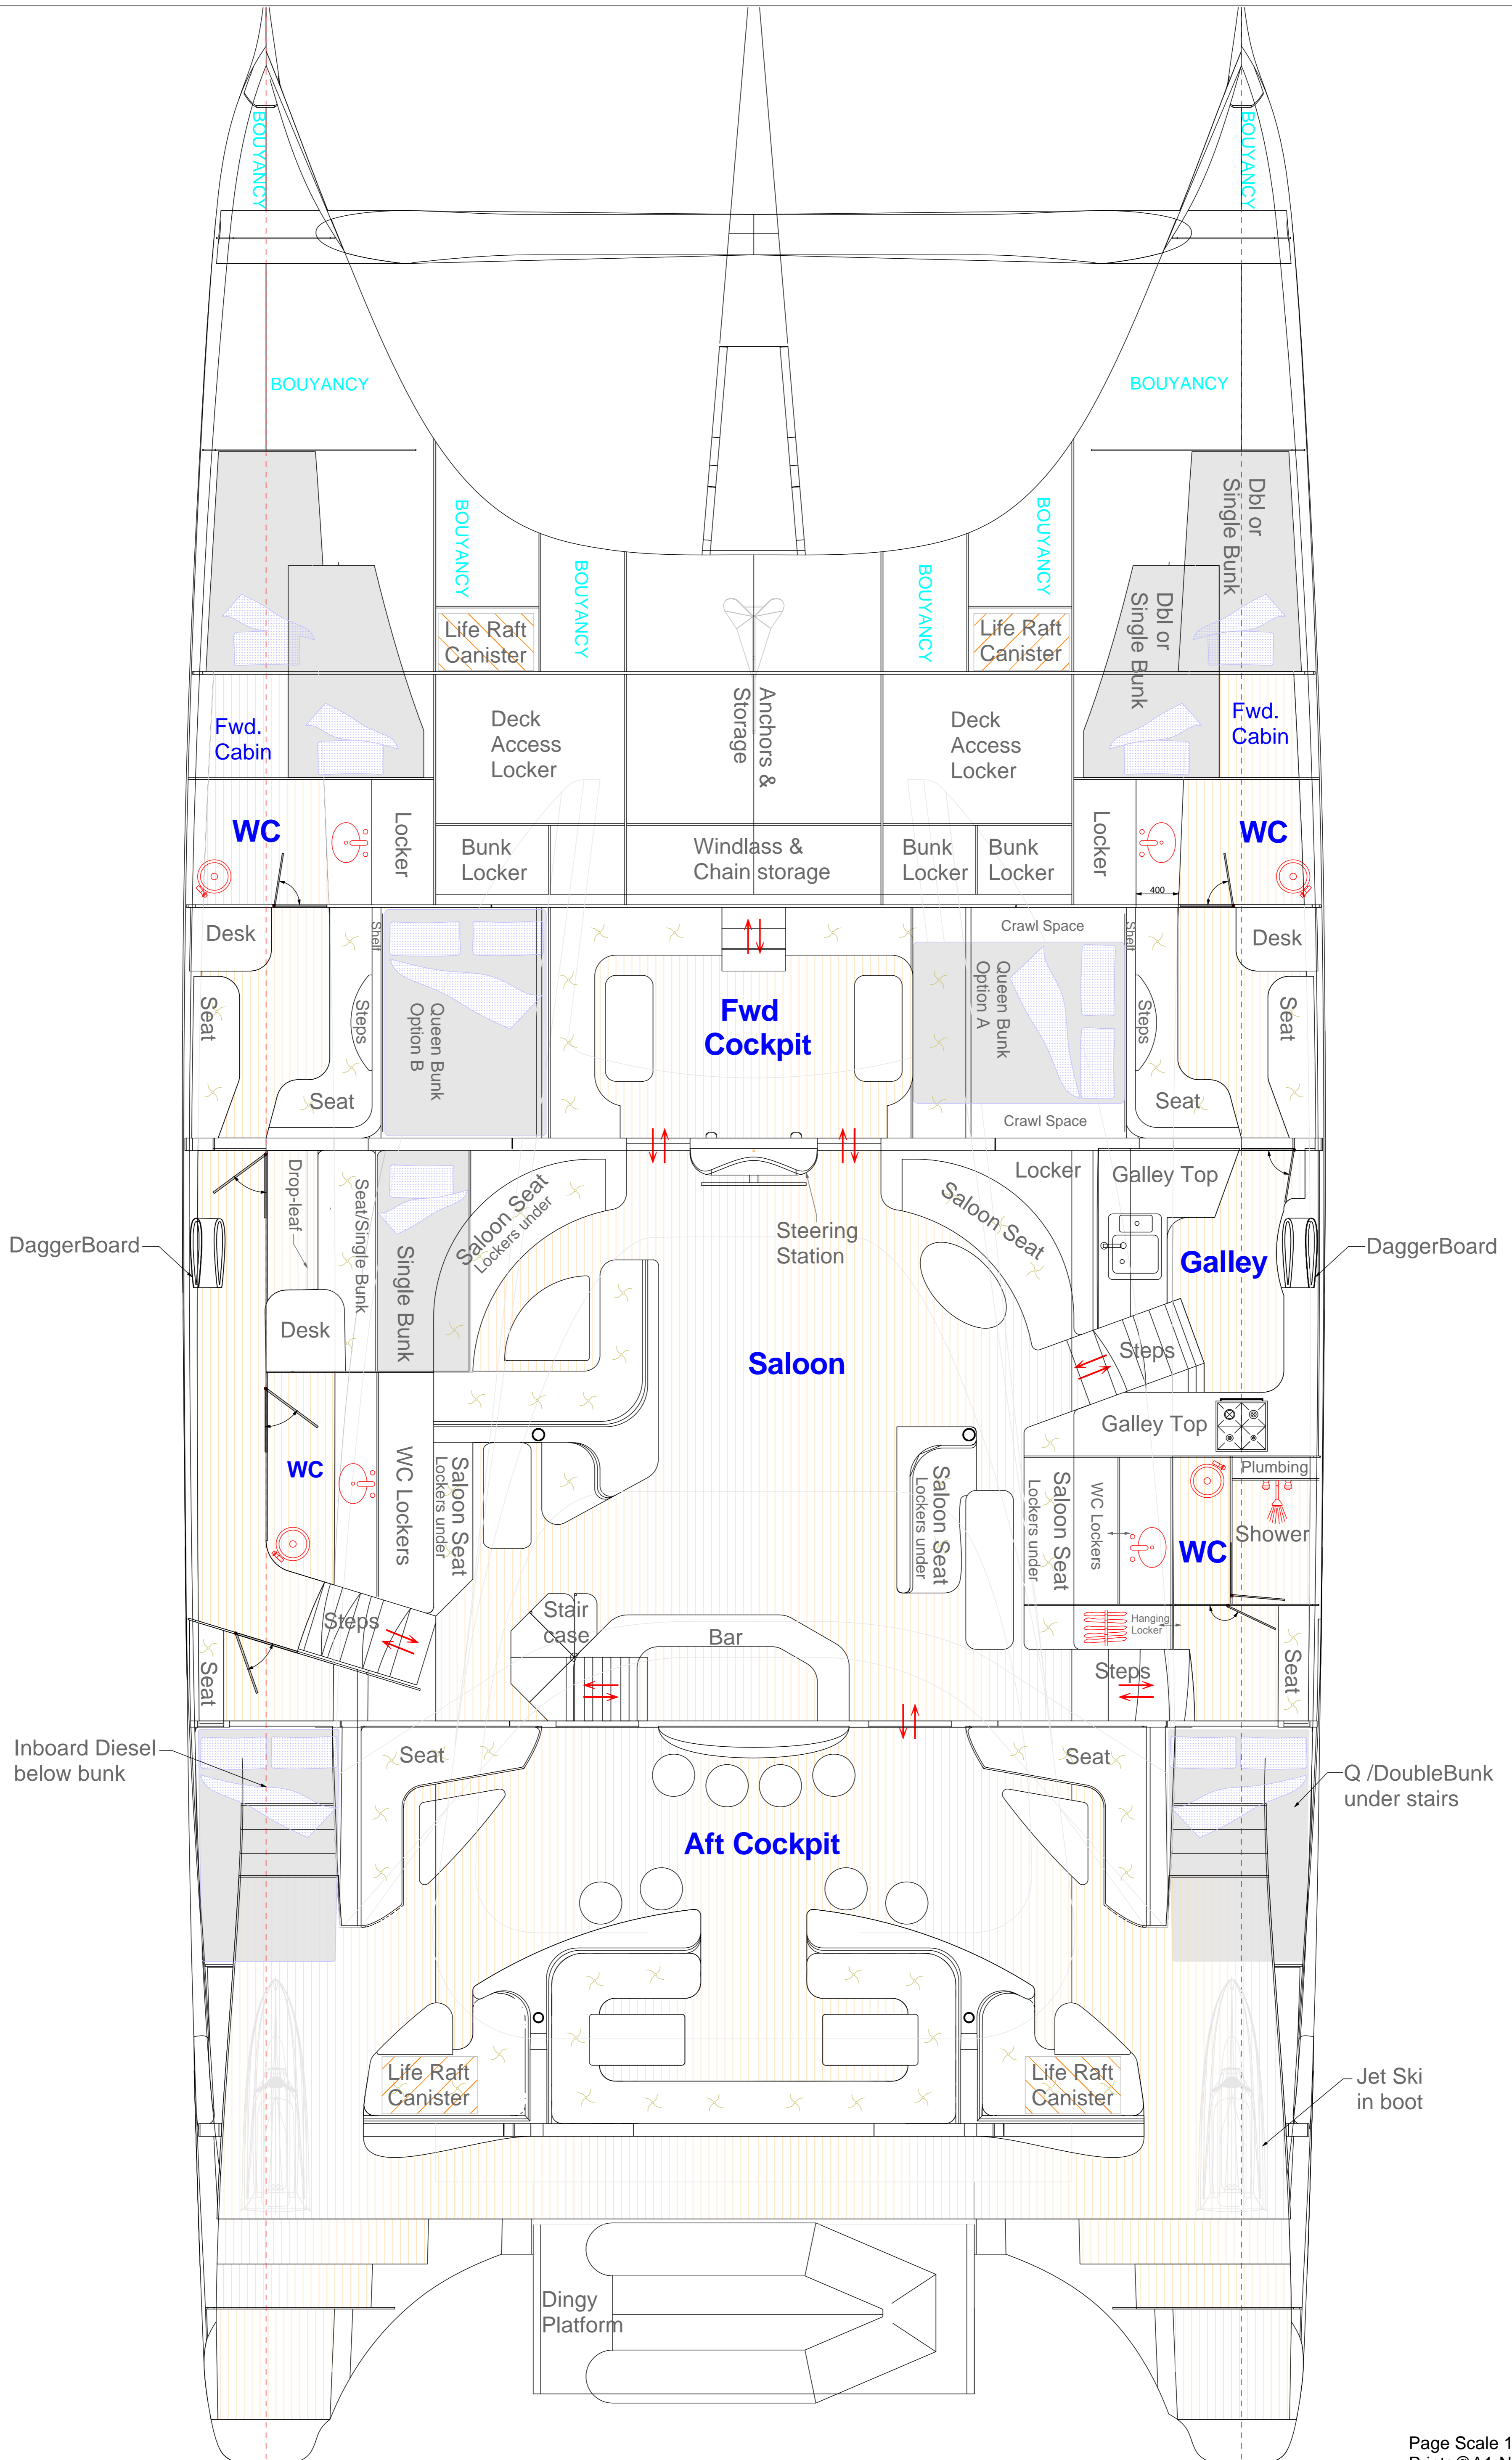 BOUYANCY
BOUYANCY
BOUYANCY
BOUYANCY
BOUYANCY
BOUYANCY
BOUYANCY
BOUYANCY
Dbl or
Single Bunk
Dbl or
Single Bunk
Life Raft
Canister
Life Raft
Canister
Fwd.
Cabin
Deck
Access
Locker
Anchors &
Storage
Deck
Access
Locker
Fwd.
Cabin
WC
Locker
Bunk
Locker
Windlass &
Chain storage
Bunk
Locker
Bunk
Locker
Locker
WC
400
Desk
Shelf
Crawl Space
Shelf
Desk
Seat
Steps
Queen Bunk
Option B
Fwd
Cockpit
Queen Bunk
Option A
Steps
Seat
Seat
Seat
Crawl Space
Drop-leaf
Seat/Single Bunk
Single Bunk
Saloon Seat
Lockers under
Saloon Seat
Locker
Galley Top
Steering
Station
DaggerBoard
Galley
DaggerBoard
Desk
Saloon
Steps
Galley Top
WC
WC Lockers
Saloon Seat
Lockers under
Saloon Seat
Lockers under
Saloon Seat
Lockers under
WC Lockers
Plumbing
Shower
WC
Steps
Stair
case
Bar
Hanging
Locker
Steps
Seat
Seat
Inboard Diesel
below bunk
Seat
Seat
Q /DoubleBunk
under stairs
Aft Cockpit
Life Raft
Canister
Life Raft
Canister
Jet Ski
in boot
Dingy
Platform
Page Scale 1